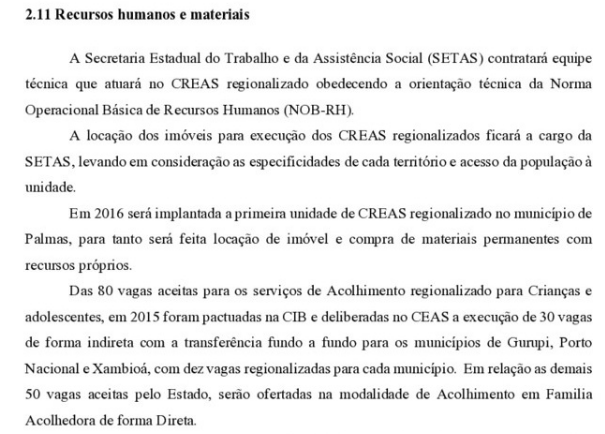 2.11 Recursos humanos e materiais
A Secretaria Estadual do Trabalho e da Assistência Social (SETAS) contratará equipe
técnica que atuará no CREAS regionalizado obedecendo a orientação técnica da Norma
Operacional Básica de Recursos Humanos (NOB-RH).
A locação dos imóveis para execução dos CREAS regionalizados ficará a cargo da
SETAS, levando em consideração as especificidades de cada território e acesso da população à
unidade.
Em 2016 será implantada a primeira unidade de CREAS regionalizado no município de
Palmas, para tanto será feita locação de imóvel e compra de materiais permanentes com
recursos próprios.
Das 80 vagas aceitas para os serviços de Acolhimento regionalizado para Crianças e
adolescentes, em 2015 foram pactuadas na CIB e deliberadas no CEAS a execução de 30 vagas
de forma indireta com a transferência fundo a fundo para os municípios de Gurupi, Porto
Nacional e Xambioá, com dez vagas regionalizadas para cada município. Em relação as demais
50 vagas aceitas pelo Estado, serão ofertadas na modalidade de Acolhimento em Familia
Acolhedora de forma Direta.